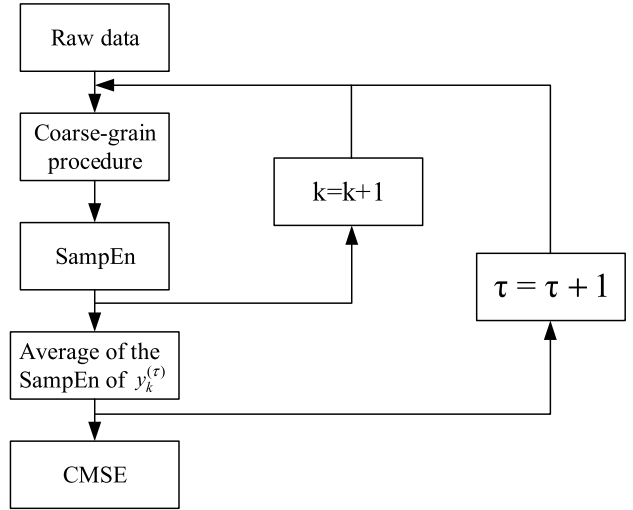 Raw data
Coarse-grain
procedure
k=k+1
SampEn
τ = τ + 1
Average of the
SampEn of y_k^(τ)
CMSE